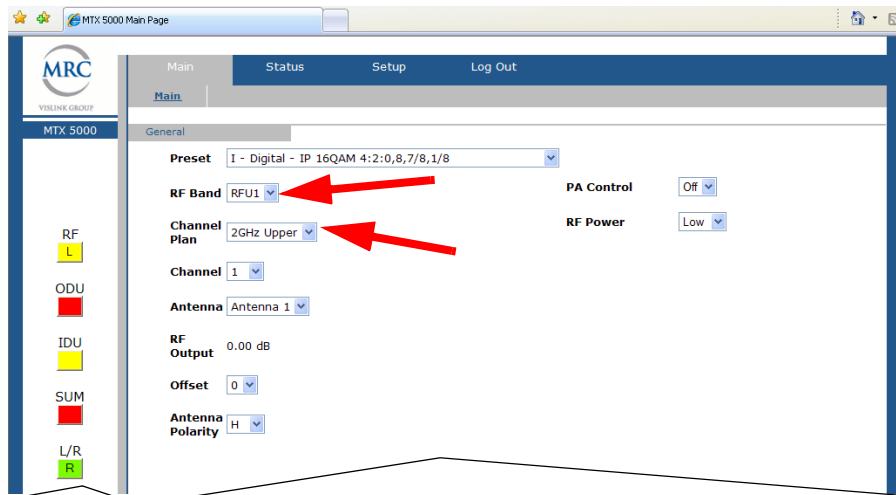 MTX 5000 Main Page
MRC
VISLINK GROUP
Main Status Setup Log Out
Main
MTX 5000
General
Preset I - Digital - IP 16QAM 4:2:0,8,7/8,1/8
RF Band RFU1
PA Control Off
Channel Plan 2GHz Upper
RF Power Low
Channel 1
Antenna Antenna 1
RF Output 0.00 dB
Offset 0
Antenna Polarity H
RF
L
ODU
IDU
SUM
L/R
R